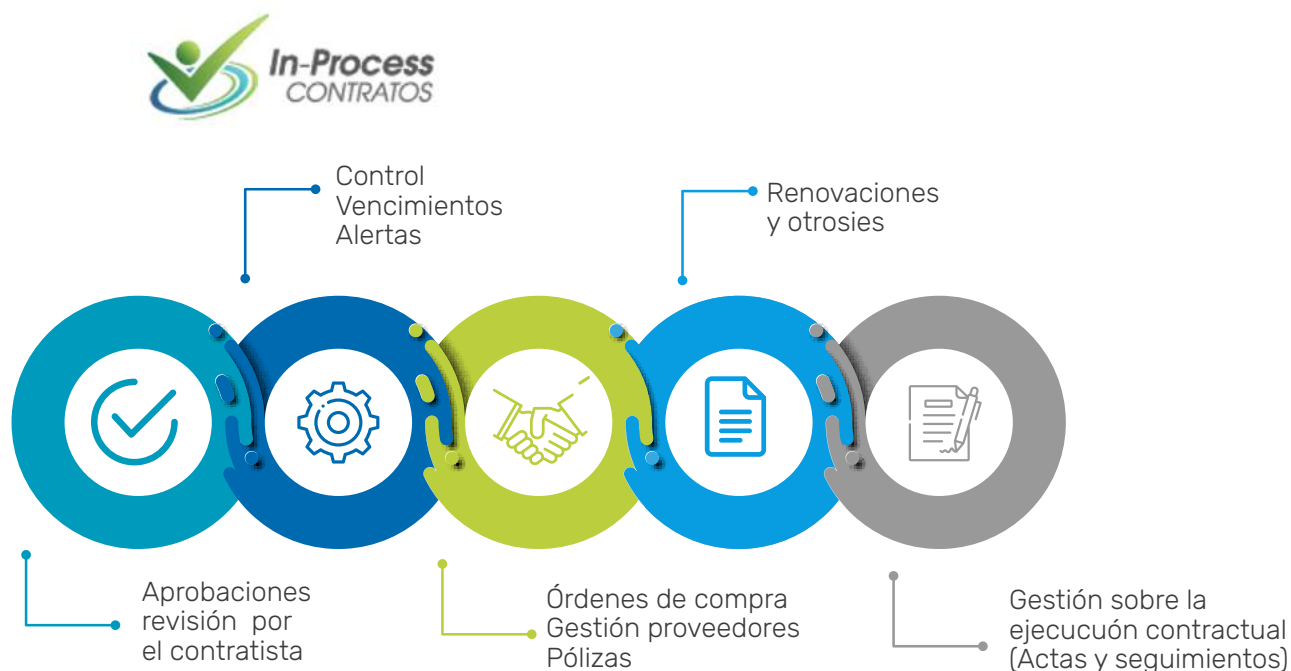 In-Process
CONTRATOS
Control
Vencimientos
Alertas
Renovaciones
y otrosies
Aprobaciones
revisión por
el contratista
Órdenes de compra
Gestión proveedores
Pólizas
Gestión sobre la
ejecucuón contractual
(Actas y seguimientos)